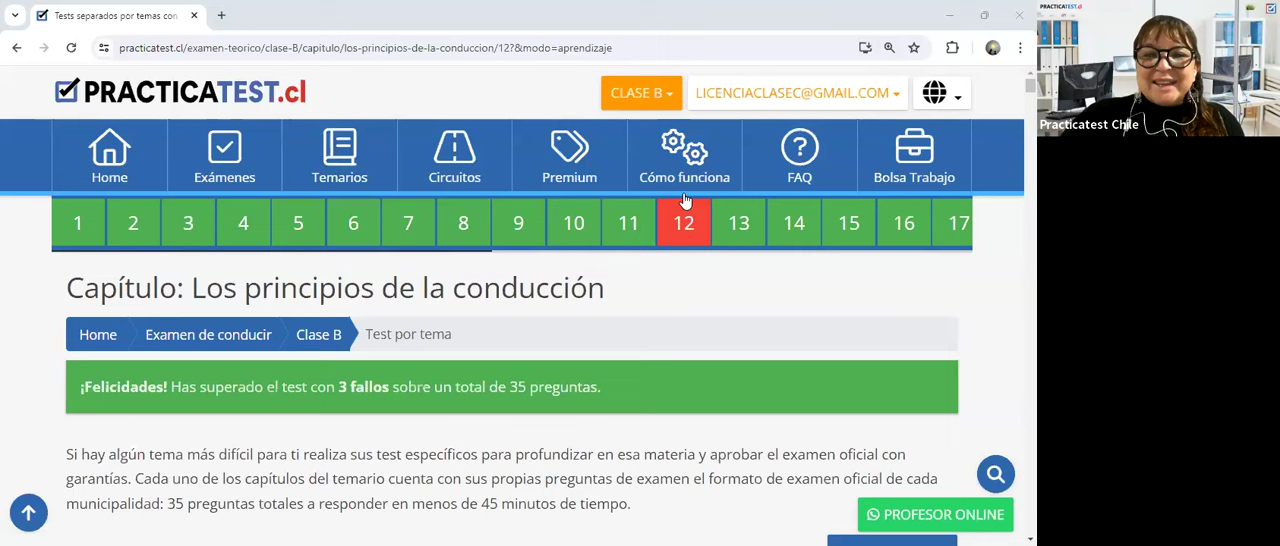 Tests separados por temas con
practicatest.cl/examen-teorico/clase-B/capitulo/los-principios-de-la-conduccion/12?&modo=aprendizaje
PRACTICATEST.cl
CLASE B
LICENCIACLASEC@GMAIL.COM
Home
Exámenes
Temarios
Circuitos
Premium
Cómo funciona
FAQ
Bolsa Trabajo
1 2 3 4 5 6 7 8 9 10 11 12 13 14 15 16 17
Capítulo: Los principios de la conducción
Home Examen de conducir Clase B Test por tema
¡Felicidades! Has superado el test con 3 fallos sobre un total de 35 preguntas.
Si hay algún tema más difícil para ti realiza sus test específicos para profundizar en esa materia y aprobar el examen oficial con
garantías. Cada uno de los capítulos del temario cuenta con sus propias preguntas de examen el formato de examen oficial de cada
municipalidad: 35 preguntas totales a responder en menos de 45 minutos de tiempo.
PROFESOR ONLINE
PRACTICATEST.cl
Practicatest Chile